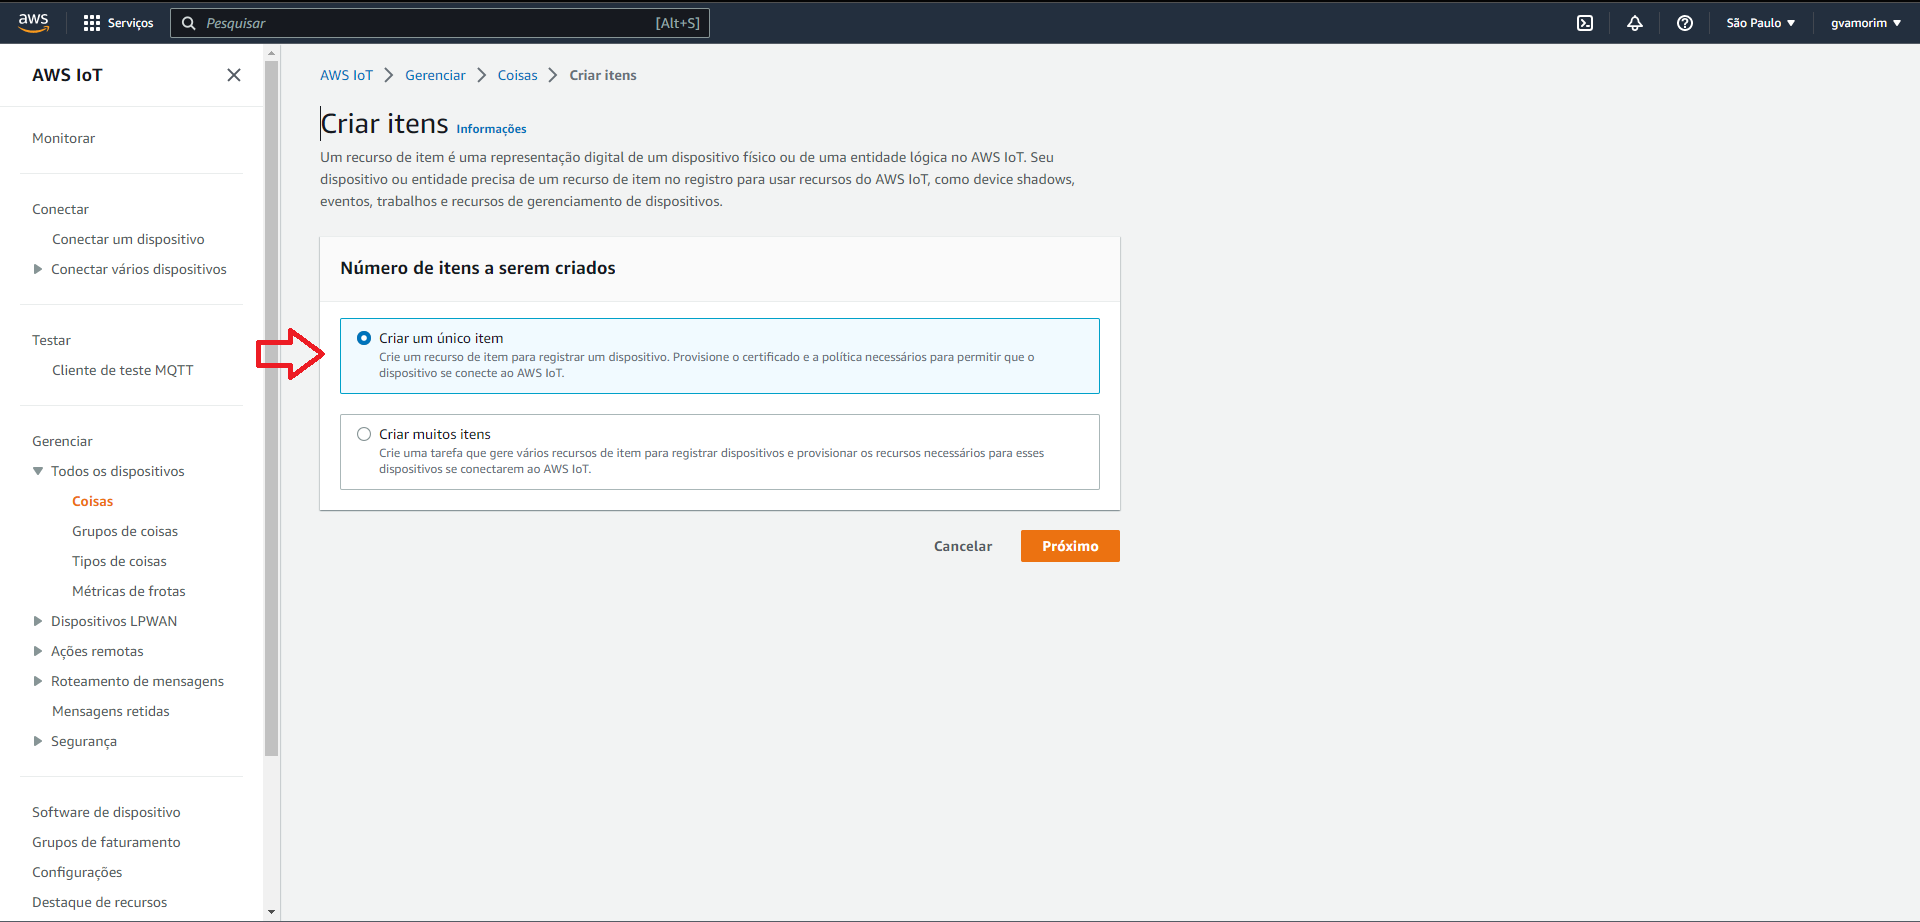 aws
Serviços
Pesquisar
[Alt+S]
São Paulo
gvamorim
AWS IoT
Monitorar
Conectar
Conectar um dispositivo
Conectar vários dispositivos
Testar
Cliente de teste MQTT
Gerenciar
Todos os dispositivos
Coisas
Grupos de coisas
Tipos de coisas
Métricas de frotas
Dispositivos LPWAN
Ações remotas
Roteamento de mensagens
Mensagens retidas
Segurança
Software de dispositivo
Grupos de faturamento
Configurações
Destaque de recursos
AWS IoT > Gerenciar > Coisas > Criar itens
Criar itens Informações
Um recurso de item é uma representação digital de um dispositivo físico ou de uma entidade lógica no AWS IoT. Seu
dispositivo ou entidade precisa de um recurso de item no registro para usar recursos do AWS IoT, como device shadows,
eventos, trabalhos e recursos de gerenciamento de dispositivos.
Número de itens a serem criados
Criar um único item
Crie um recurso de item para registrar um dispositivo. Provisione o certificado e a política necessários para permitir que o
dispositivo se conecte ao AWS IoT.
Criar muitos itens
Crie uma tarefa que gere vários recursos de item para registrar dispositivos e provisionar os recursos necessários para esses
dispositivos se conectarem ao AWS IoT.
Cancelar
Próximo